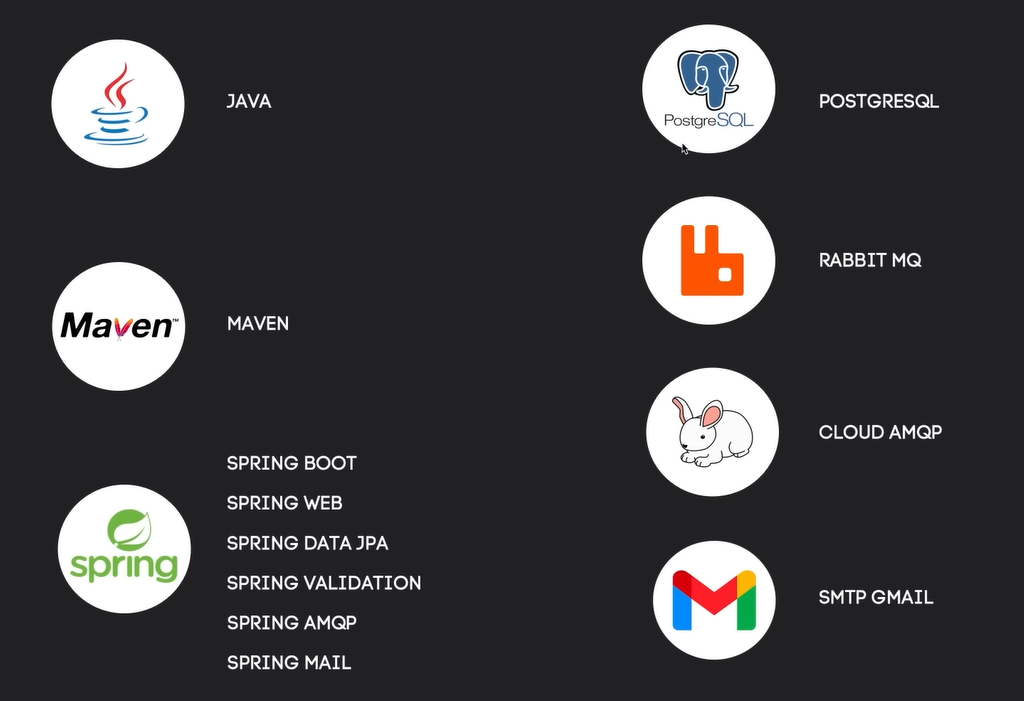 JAVA
Maven™
MAVEN
spring
SPRING BOOT
SPRING WEB
SPRING DATA JPA
SPRING VALIDATION
SPRING AMQP
SPRING MAIL
PostgreSQL
POSTGRESQL
RABBIT MQ
CLOUD AMQP
SMTP GMAIL